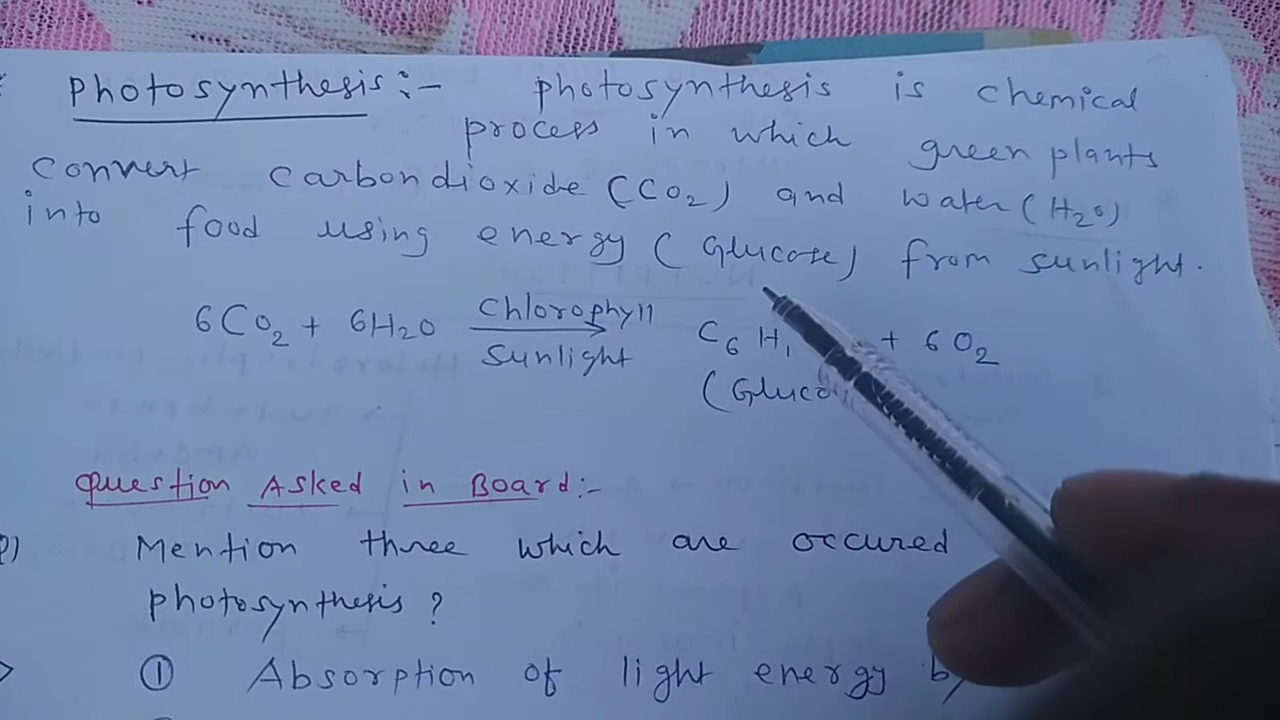 Photosynthesis:- photosynthesis is chemical
process in which green plants
convert carbondioxide (CO2) and water (H2O)
into food using energy (Glucose) from sunlight.
6CO2 + 6H2O Chlorophyll C6 H1 + 6O2
Sunlight (Gluco
Question Asked in Board:-
Mention three which are occured
photosynthesis?
① Absorption of light energy